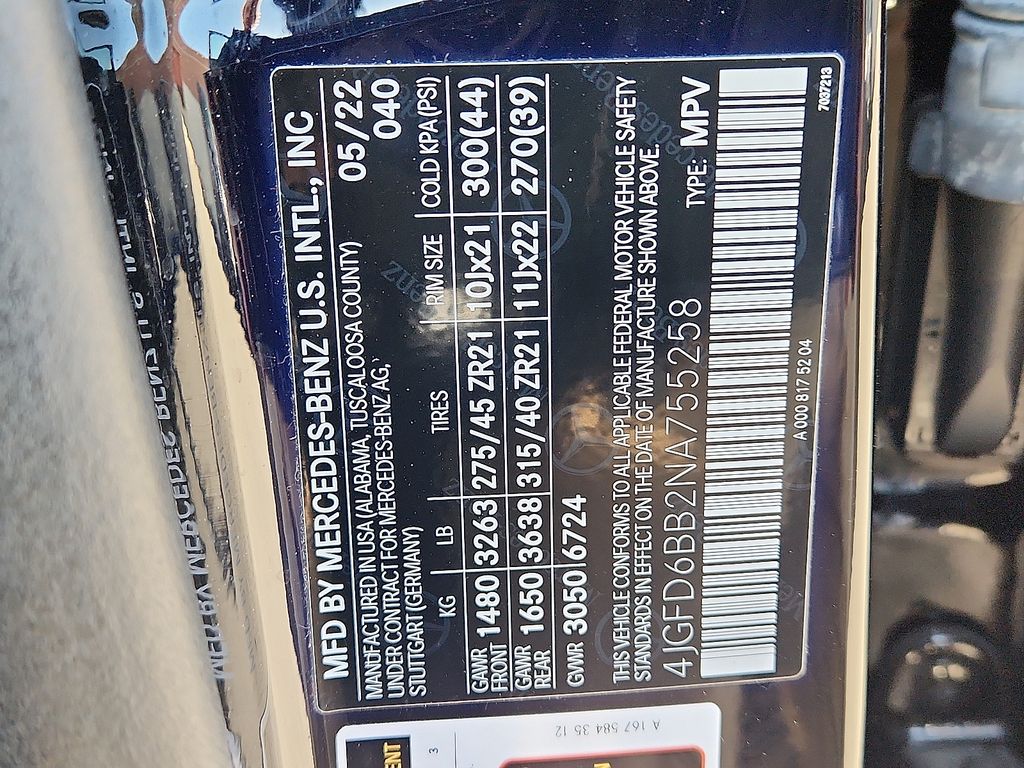 MFD BY MERCEDES-BENZ U.S. INTL., INC
MANUFACTURED IN USA (ALABAMA, TUSCALOOSA COUNTY) 05/22
UNDER CONTRACT FOR MERCEDES-BENZ AG, 040
STUTTGART (GERMANY)
KG LB TIRES RIM SIZE COLD KPA (PSI)
GAWR FRONT 1480 3263 275/45 ZR21 10Jx21 300(44)
GAWR REAR 1650 3638 315/40 ZR21 11Jx22 270(39)
GVWR 3050 6724
THIS VEHICLE CONFORMS TO ALL APPLICABLE FEDERAL MOTOR VEHICLE SAFETY
STANDARDS IN EFFECT ON THE DATE OF MANUFACTURE SHOWN ABOVE.
4JGFD6BB2NA755258 TYPE: MPV
A 000 817 52 04
7037213
A 167 584 35 12
3